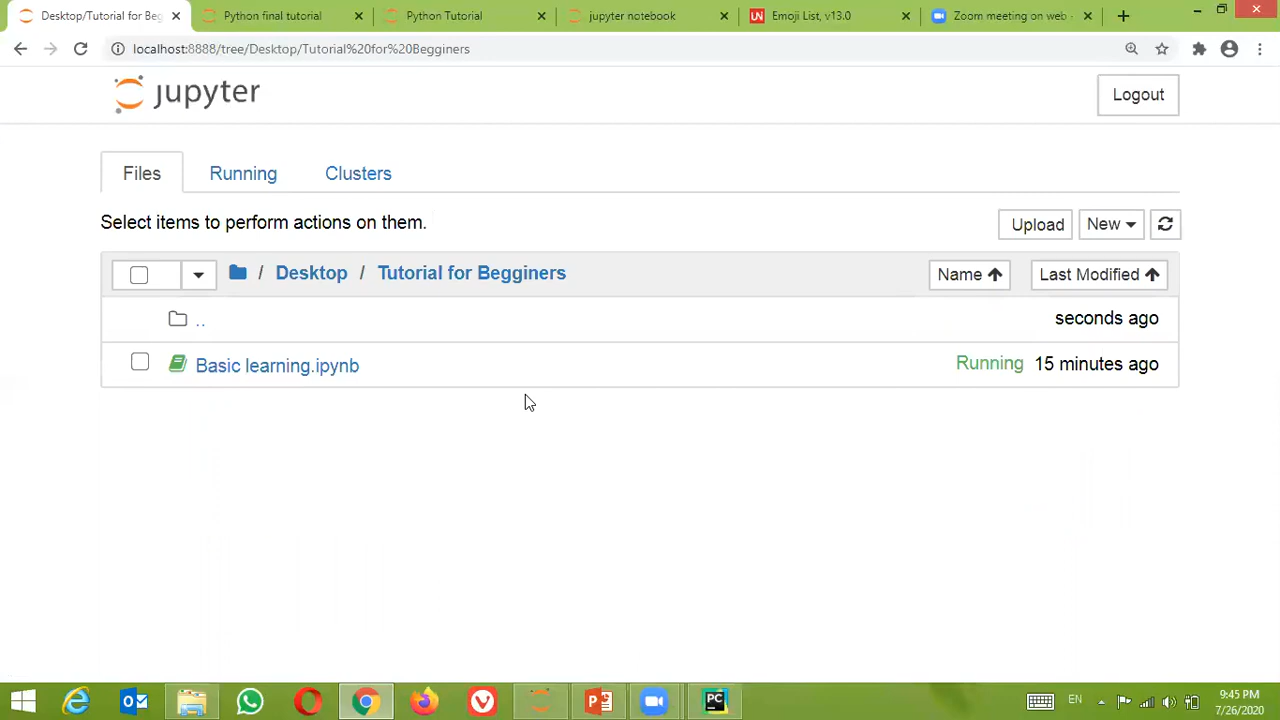 Desktop/Tutorial for Beg
Python final tutorial
Python Tutorial
jupyter notebook
UN Emoji List, v13.0
Zoom meeting on web -
localhost:8888/tree/Desktop/Tutorial%20for%20Begginers
jupyter
Logout
Files
Running
Clusters
Select items to perform actions on them.
Upload
New
/ Desktop / Tutorial for Begginers
Name
Last Modified
..
seconds ago
Basic learning.ipynb
Running 15 minutes ago
PC
EN
9:45 PM
7/26/2020